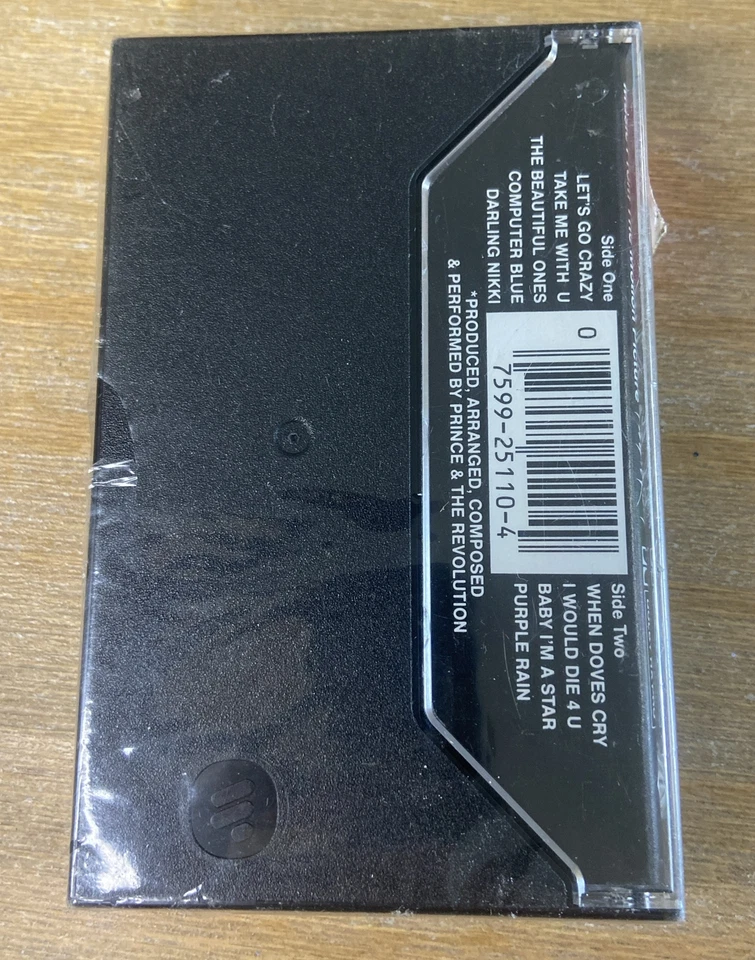 Side One
LET'S GO CRAZY
TAKE ME WITH U
THE BEAUTIFUL ONES
COMPUTER BLUE
DARLING NIKKI
0
7599-25110-4
Side Two
WHEN DOVES CRY
I WOULD DIE 4 U
BABY I'M A STAR
PURPLE RAIN
*PRODUCED, ARRANGED, COMPOSED
& PERFORMED BY PRINCE & THE REVOLUTION
Motion Picture